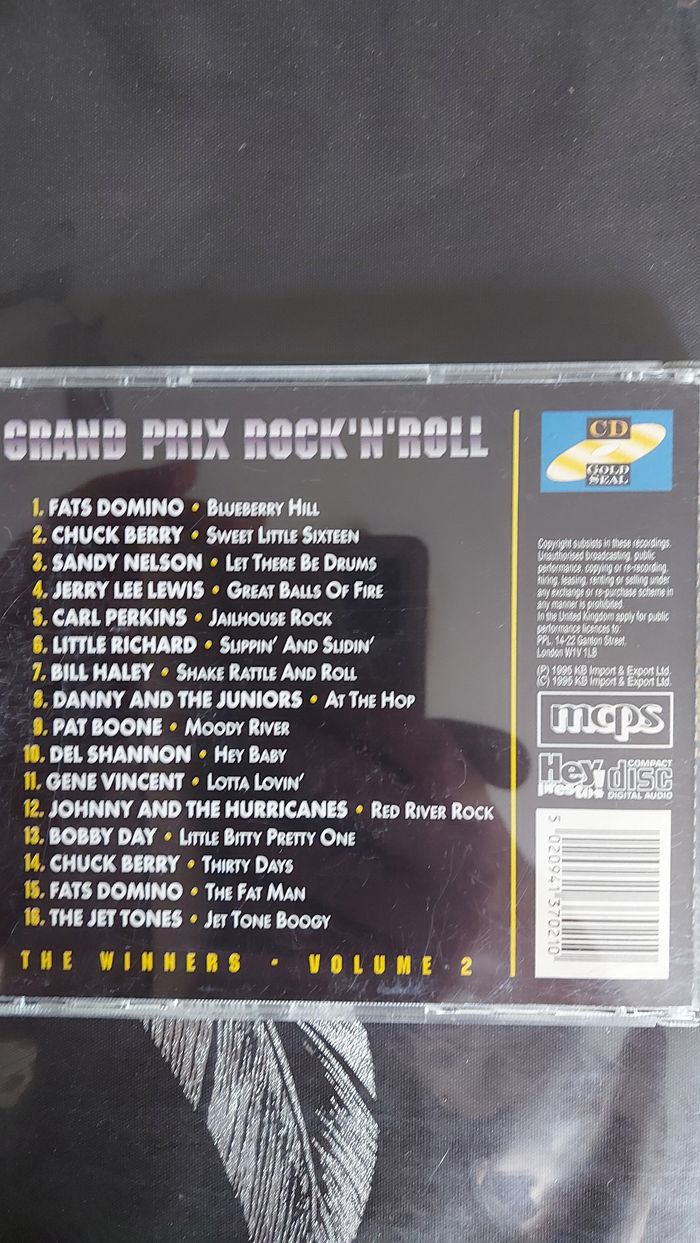 GRAND PRIX ROCK'N'ROLL
1. FATS DOMINO • BLUEBERRY HILL
2. CHUCK BERRY • SWEET LITTLE SIXTEEN
3. SANDY NELSON • LET THERE BE DRUMS
4. JERRY LEE LEWIS • GREAT BALLS OF FIRE
5. CARL PERKINS • JAILHOUSE ROCK
6. LITTLE RICHARD • SLIPPIN' AND SLIDIN'
7. BILL HALEY • SHAKE RATTLE AND ROLL
8. DANNY AND THE JUNIORS • AT THE HOP
9. PAT BOONE • MOODY RIVER
10. DEL SHANNON • HEY BABY
11. GENE VINCENT • LOTTA LOVIN'
12. JOHNNY AND THE HURRICANES • RED RIVER ROCK
13. BOBBY DAY • LITTLE BITTY PRETTY ONE
14. CHUCK BERRY • THIRTY DAYS
15. FATS DOMINO • THE FAT MAN
16. THE JET TONES • JET TONE BOOGY
THE WINNERS • VOLUME 2
CD
GOLD
SEAL
Copyright subsists in these recordings.
Unauthorised broadcasting, public
performance, copying or re-recording,
hiring, leasing, renting or selling under
any exchange or re-purchase scheme in
any manner is prohibited.
In the United Kingdom apply for public
performance licences to:
PPL, 14-22 Ganton Street,
London W1V 1LB
(P) 1995 KB Import & Export Ltd.
(C) 1995 KB Import & Export Ltd.
mcps
Hey presto!
COMPACT
disc
DIGITAL AUDIO
5 020941 370210